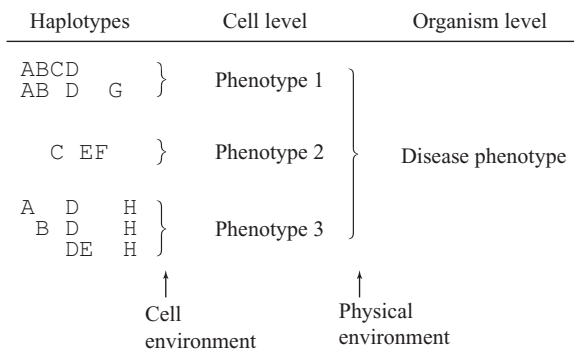 Haplotypes Cell level Organism level
ABCD
AB D  G
Phenotype 1
C EF
Phenotype 2
Disease phenotype
A  D   H
B D   H
DE  H
Phenotype 3
Cell
environment
Physical
environment